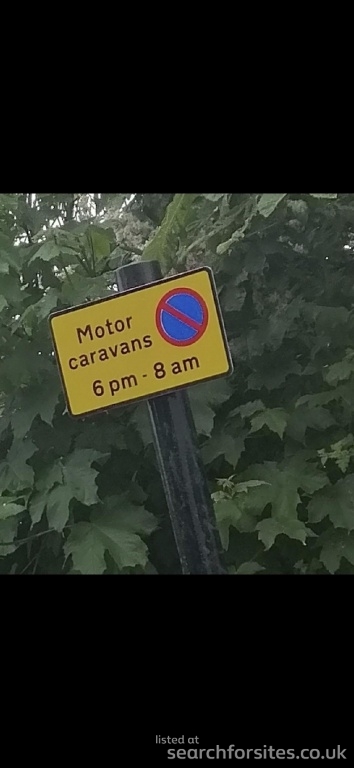 Motor
caravans
6 pm - 8 am
listed at
searchforsites.co.uk